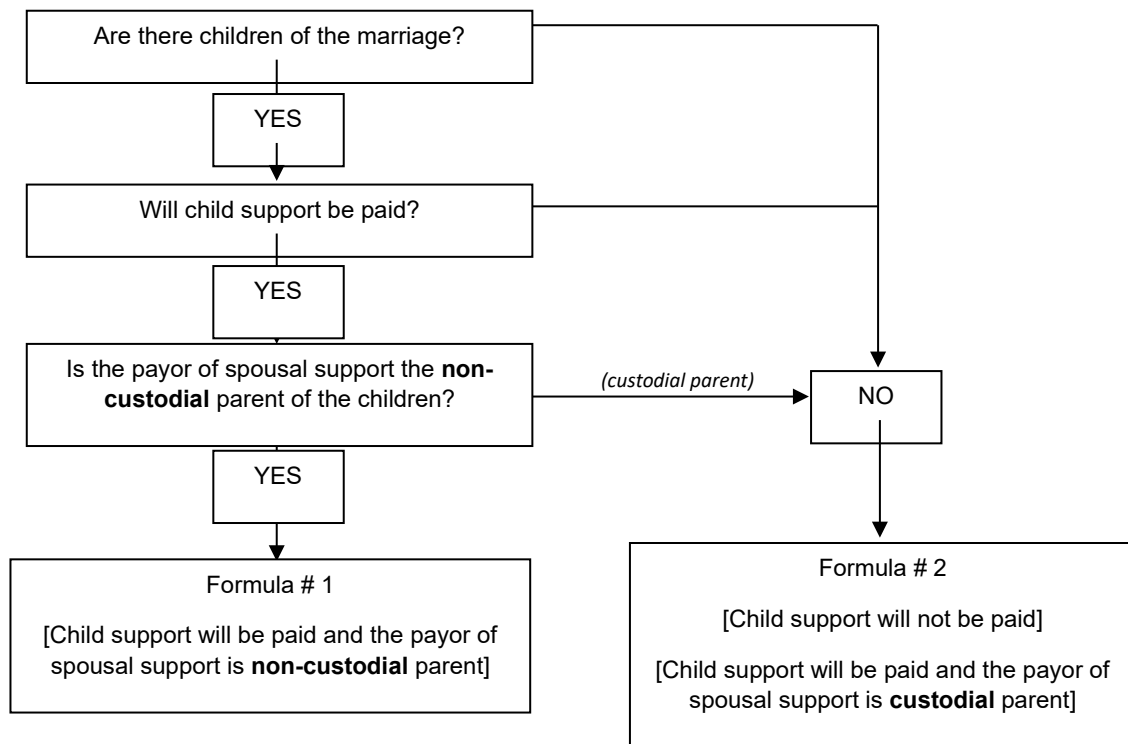 Are there children of the marriage?
YES
Will child support be paid?
YES
Is the payor of spousal support the non-
custodial parent of the children?
(custodial parent)
NO
YES
Formula # 1
[Child support will be paid and the payor of
spousal support is non-custodial parent]
Formula # 2
[Child support will not be paid]
[Child support will be paid and the payor of
spousal support is custodial parent]